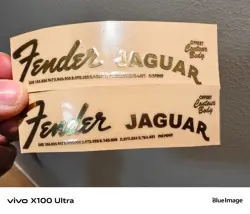 Fender JAGUAR
OFFSET
Contour
Body
Fender JAGUAR
OFFSET
Contour
Body
vivo X100 Ultra
BlueImage